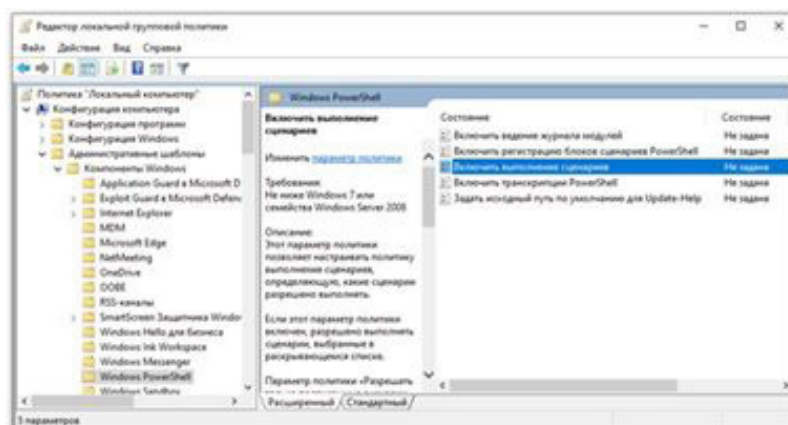 Редактор локальной групповой политики
Файл Действие Вид Справка
Политика "Локальный компьютер"
Конфигурация компьютера
Конфигурация программ
Конфигурация Windows
Административные шаблоны
Компоненты Windows
Application Guard в Microsoft D
Exploit Guard в Microsoft Defen
Internet Explorer
MDM
Microsoft Edge
NetMeeting
OneDrive
OOBE
RSS-каналы
SmartScreen Защитника Windo
Windows Hello для бизнеса
Windows Ink Workspace
Windows Messenger
Windows PowerShell
Windows Sandbox
Windows PowerShell
Включить выполнение
сценариев
Изменить параметр политики
Требования:
Не ниже Windows 7 или
семейства Windows Server 2008
Описание:
Этот параметр политики
позволяет настраивать политику
выполнение сценариев,
определяющую, какие сценарии
разрешено выполнять.
Если этот параметр политики
включен, разрешено выполнять
сценарии, выбранные в
раскрывающемся списке.
Параметр политики «Разрешать
Состояние Состояние
Включить ведение журнала модулей Не задана
Включить регистрацию блоков сценариев PowerShell Не задана
Включить выполнение сценариев Не задана
Включить транскрипции PowerShell Не задана
Задать исходный путь по умолчанию для Update-Help Не задана
Расширенный Стандартный
5 параметров